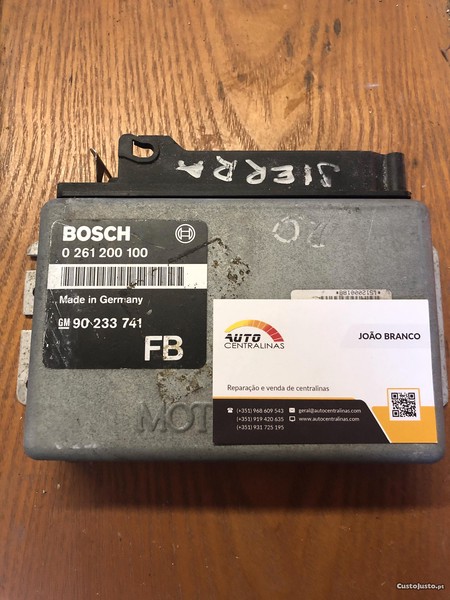 SIERRA
BOSCH
0 261 200 100
Made in Germany
GM 90 233 741
FB
*VS12000188*
MOT
AUTO
CENTRALINAS
JOÃO BRANCO
Reparação e venda de centralinas
(+351) 968 609 543
(+351) 919 420 635
(+351) 931 725 195
geral@autocentralinas.com
www.autocentralinas.com
CustoJusto.pt